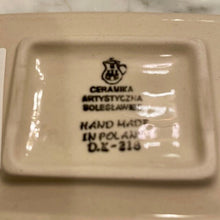 CERAMIKA
ARTYSTYCZNA
BOLESŁAWIEC
HAND MADE
IN POLAND
D.K-218